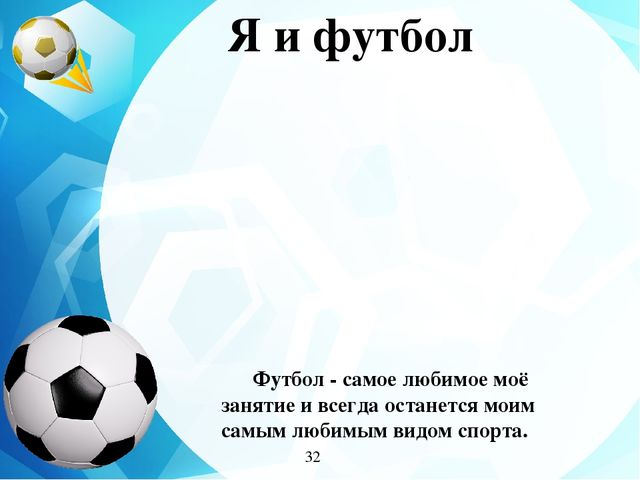 Я и футбол
Футбол - самое любимое моё
занятие и всегда останется моим
самым любимым видом спорта.
32